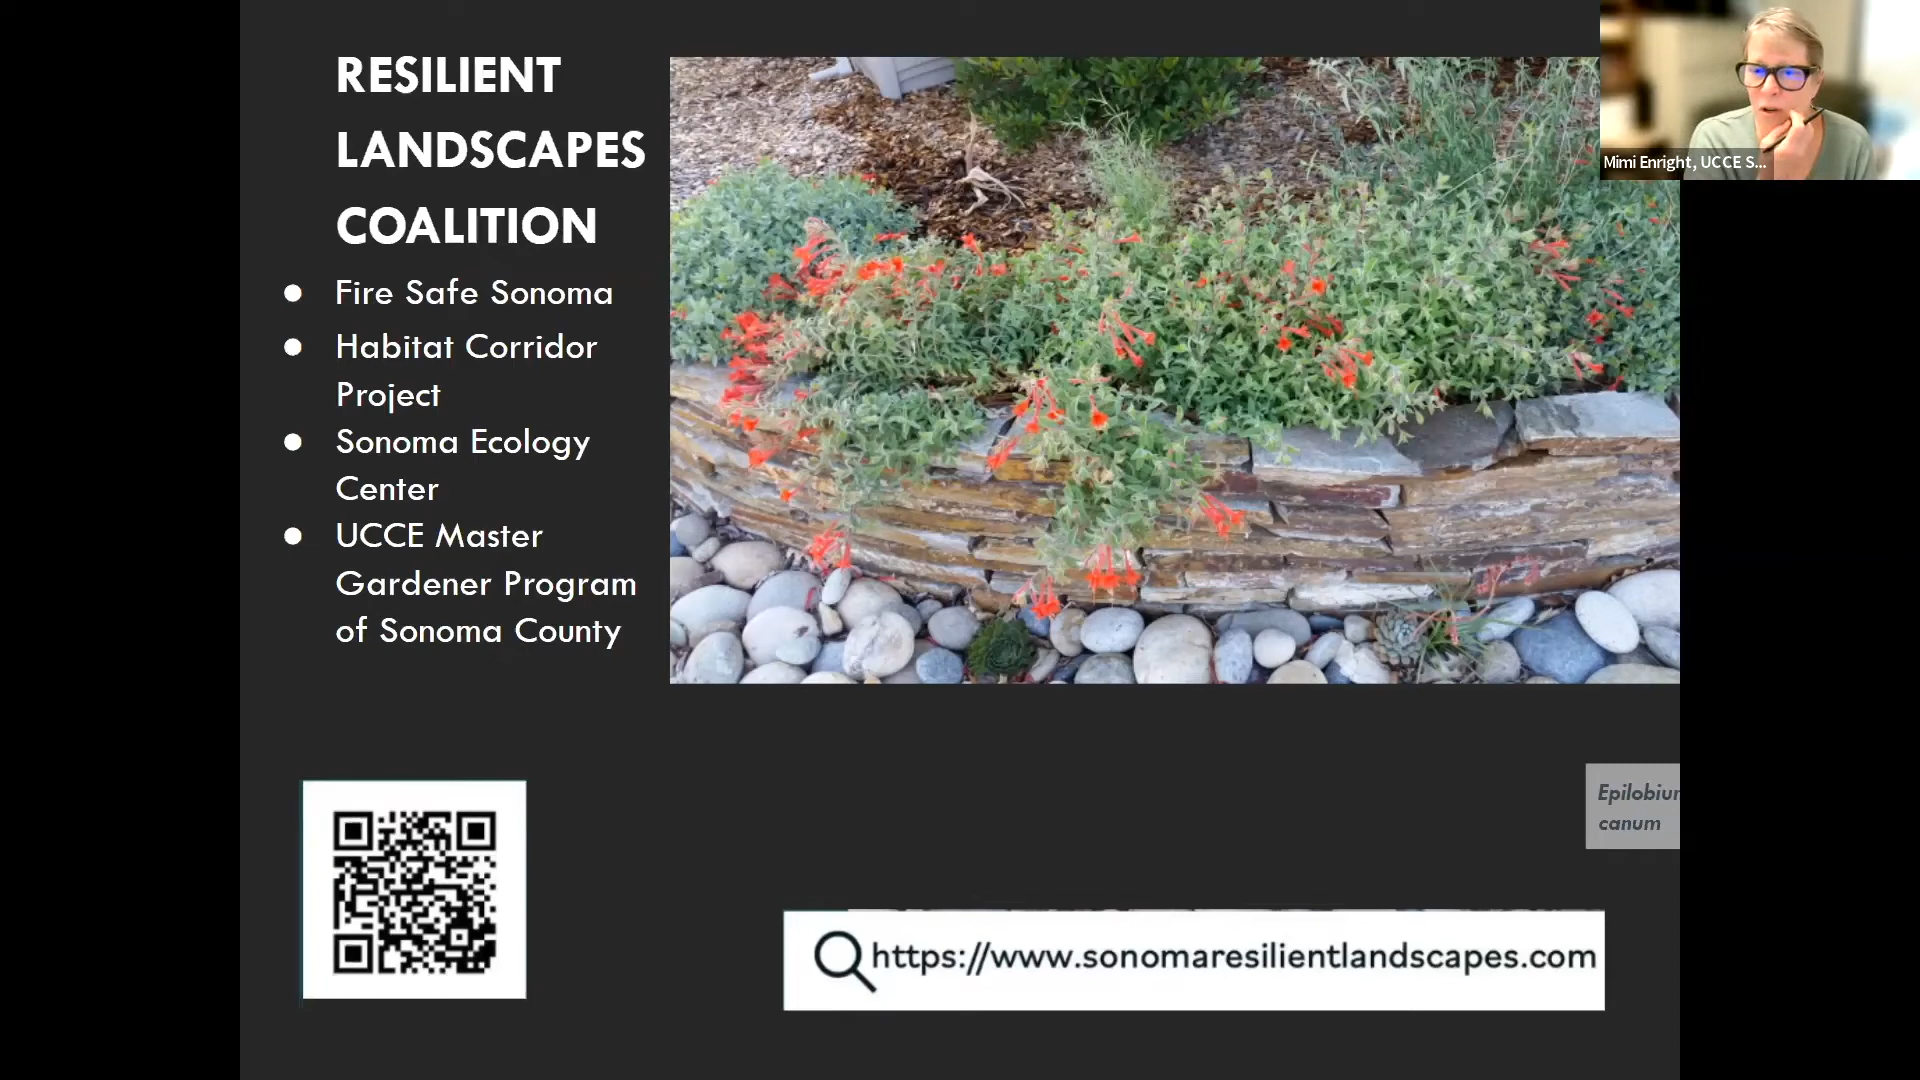 RESILIENT
LANDSCAPES
COALITION
● Fire Safe Sonoma
● Habitat Corridor
Project
● Sonoma Ecology
Center
● UCCE Master
Gardener Program
of Sonoma County
Mimi Enright, UCCE S...
Epilobium
canum
https://www.sonomaresilientlandscapes.com